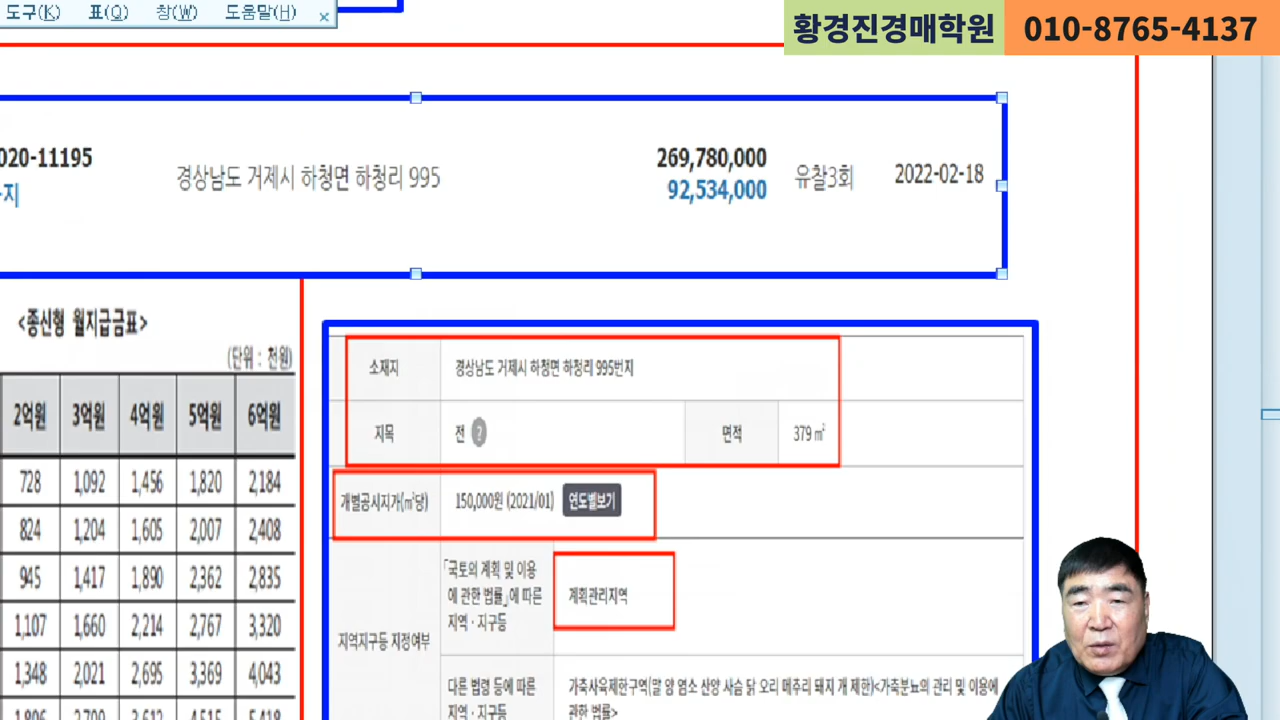 도구(K) 표(Q) 창(W) 도움말(H) ×
황경진경매학원 010-8765-4137
020-11195 경상남도 거제시 하청면 하청리 995 269,780,000 유찰3회 2022-02-18
지 92,534,000
<종신형 월지급금표>
(단위 : 천원)
2억원 3억원 4억원 5억원 6억원
728 1,092 1,456 1,820 2,184
824 1,204 1,605 2,007 2,408
945 1,417 1,890 2,362 2,835
1,107 1,660 2,214 2,767 3,320
1,348 2,021 2,695 3,369 4,043
소재지 경상남도 거제시 하청면 하청리 995번지
지목 전 ? 면적 379 ㎡
개별공시지가(㎡당) 150,000원 (2021/01) 연도별보기
지역지구등 지정여부
「국토의 계획 및 이용
에 관한 법률」에 따른
지역 · 지구등
계획관리지역
다른 법령 등에 따른
지역 · 지구등
가축사육제한구역(말 양 염소 산양 사슴 닭 오리 메추리 돼지 개 제한)<가축분뇨의 관리 및 이용에
관한 법률>